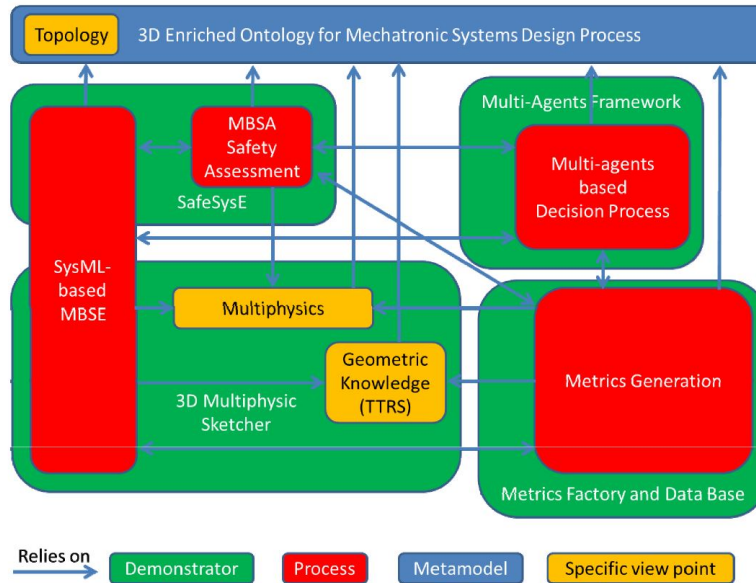 Topology
3D Enriched Ontology for Mechatronic Systems Design Process
MBSA
Safety
Assessment
SafeSysE
Multi-Agents Framework
Multi-agents
based
Decision Process
SysML-
based
MBSE
Multiphysics
Geometric
Knowledge
(TTRS)
3D Multiphysic
Sketcher
Metrics Generation
Metrics Factory and Data Base
Relies on
Demonstrator
Process
Metamodel
Specific view point